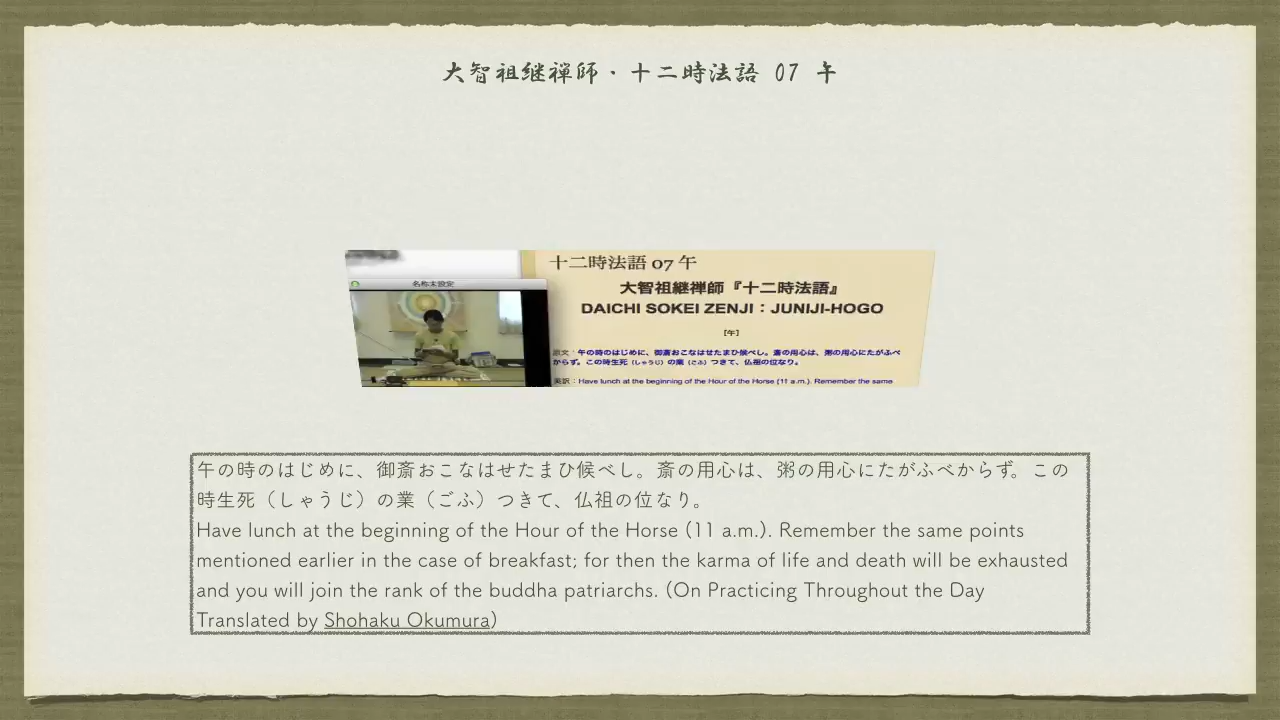 大智祖継禅師・十二時法語 07 午
十二時法語 07 午
名称未設定
大智祖継禅師『十二時法語』
DAICHI SOKEI ZENJI：JUNIJI-HOGO
［午］
原文：午の時のはじめに、御斎おこなはせたまひ候べし。斎の用心は、粥の用心にたがふべ
からず。この時生死（しゃうじ）の業（ごふ）つきて、仏祖の位なり。
英訳：Have lunch at the beginning of the Hour of the Horse (11 a.m.). Remember the same
午の時のはじめに、御斎おこなはせたまひ候べし。斎の用心は、粥の用心にたがふべからず。この
時生死（しゃうじ）の業（ごふ）つきて、仏祖の位なり。
Have lunch at the beginning of the Hour of the Horse (11 a.m.). Remember the same points
mentioned earlier in the case of breakfast; for then the karma of life and death will be exhausted
and you will join the rank of the buddha patriarchs. (On Practicing Throughout the Day
Translated by Shohaku Okumura)